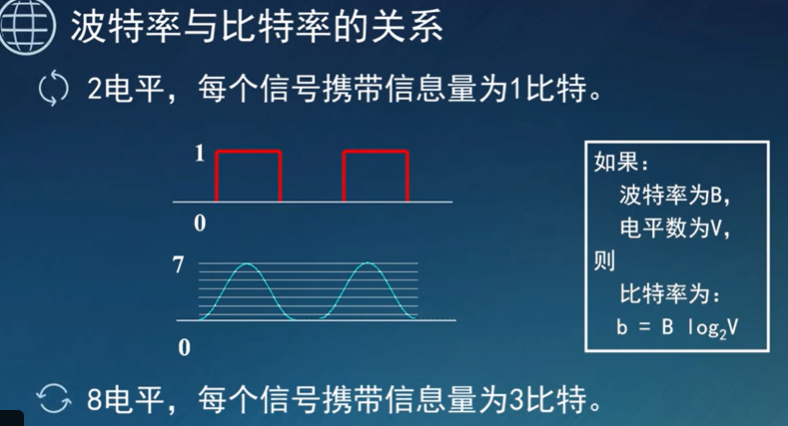 波特率与比特率的关系
2电平，每个信号携带信息量为1比特。
1
0
7
0
如果：
波特率为B，
电平数为V，
则
比特率为：
b = B log₂V
8电平，每个信号携带信息量为3比特。